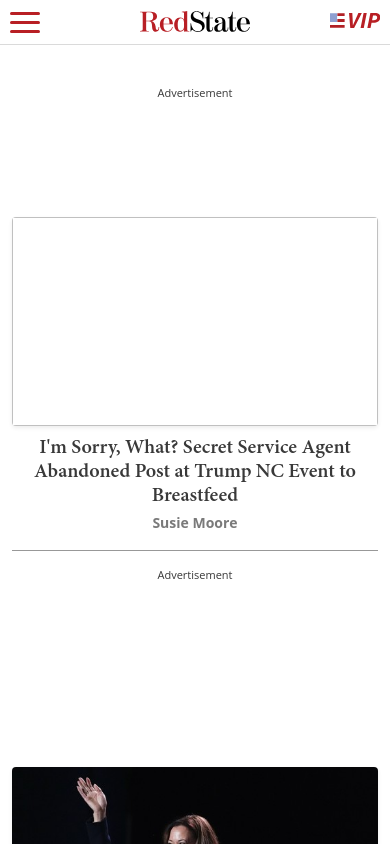 RedState
VIP
Advertisement
I'm Sorry, What? Secret Service Agent
Abandoned Post at Trump NC Event to
Breastfeed
Susie Moore
Advertisement